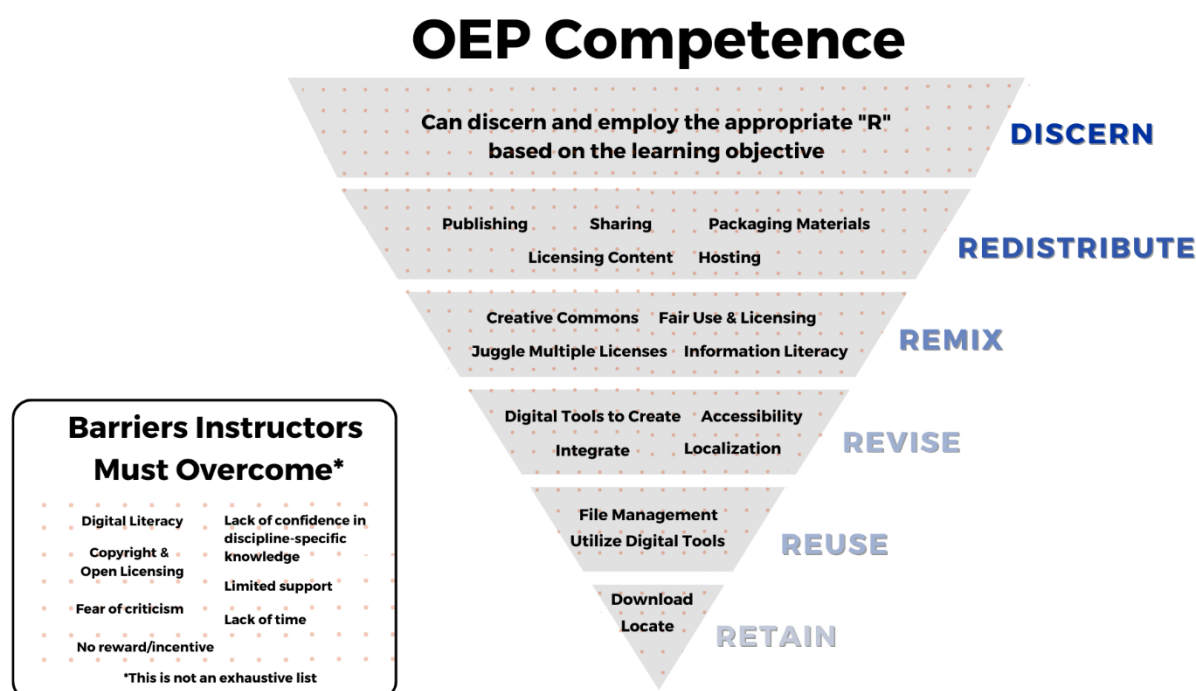 OEP Competence
Can discern and employ the appropriate "R"
based on the learning objective
DISCERN
Publishing Sharing Packaging Materials
Licensing Content Hosting
REDISTRIBUTE
Creative Commons Fair Use & Licensing
Juggle Multiple Licenses Information Literacy
REMIX
Digital Tools to Create Accessibility
Integrate Localization
REVISE
File Management
Utilize Digital Tools
REUSE
Download
Locate
RETAIN
Barriers Instructors
Must Overcome*
Digital Literacy
Copyright &
Open Licensing
Fear of criticism
No reward/incentive
Lack of confidence in
discipline-specific
knowledge
Limited support
Lack of time
*This is not an exhaustive list